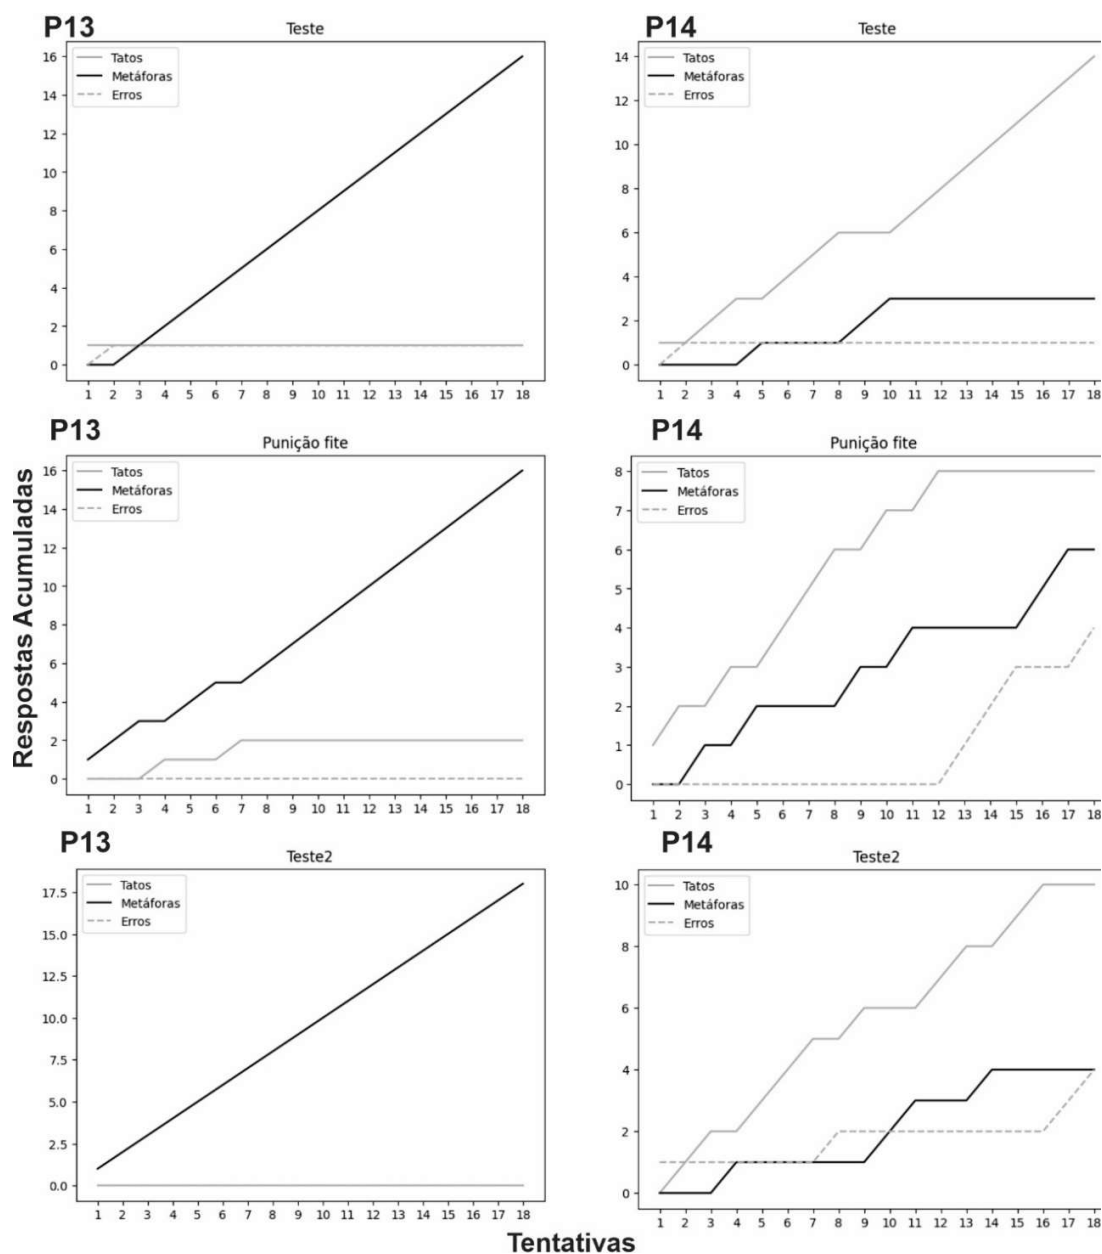 P13
Teste
Tatos
Metáforas
Erros
16
14
12
10
8
6
4
2
0
1 2 3 4 5 6 7 8 9 10 11 12 13 14 15 16 17 18
P14
Teste
Tatos
Metáforas
Erros
14
12
10
8
6
4
2
0
1 2 3 4 5 6 7 8 9 10 11 12 13 14 15 16 17 18
Respostas Acumuladas
P13
Punição fite
Tatos
Metáforas
Erros
16
14
12
10
8
6
4
2
0
1 2 3 4 5 6 7 8 9 10 11 12 13 14 15 16 17 18
P14
Punição fite
Tatos
Metáforas
Erros
8
7
6
5
4
3
2
1
0
1 2 3 4 5 6 7 8 9 10 11 12 13 14 15 16 17 18
P13
Teste2
Tatos
Metáforas
Erros
17.5
15.0
12.5
10.0
7.5
5.0
2.5
0.0
1 2 3 4 5 6 7 8 9 10 11 12 13 14 15 16 17 18
P14
Teste2
Tatos
Metáforas
Erros
10
8
6
4
2
0
1 2 3 4 5 6 7 8 9 10 11 12 13 14 15 16 17 18
Tentativas